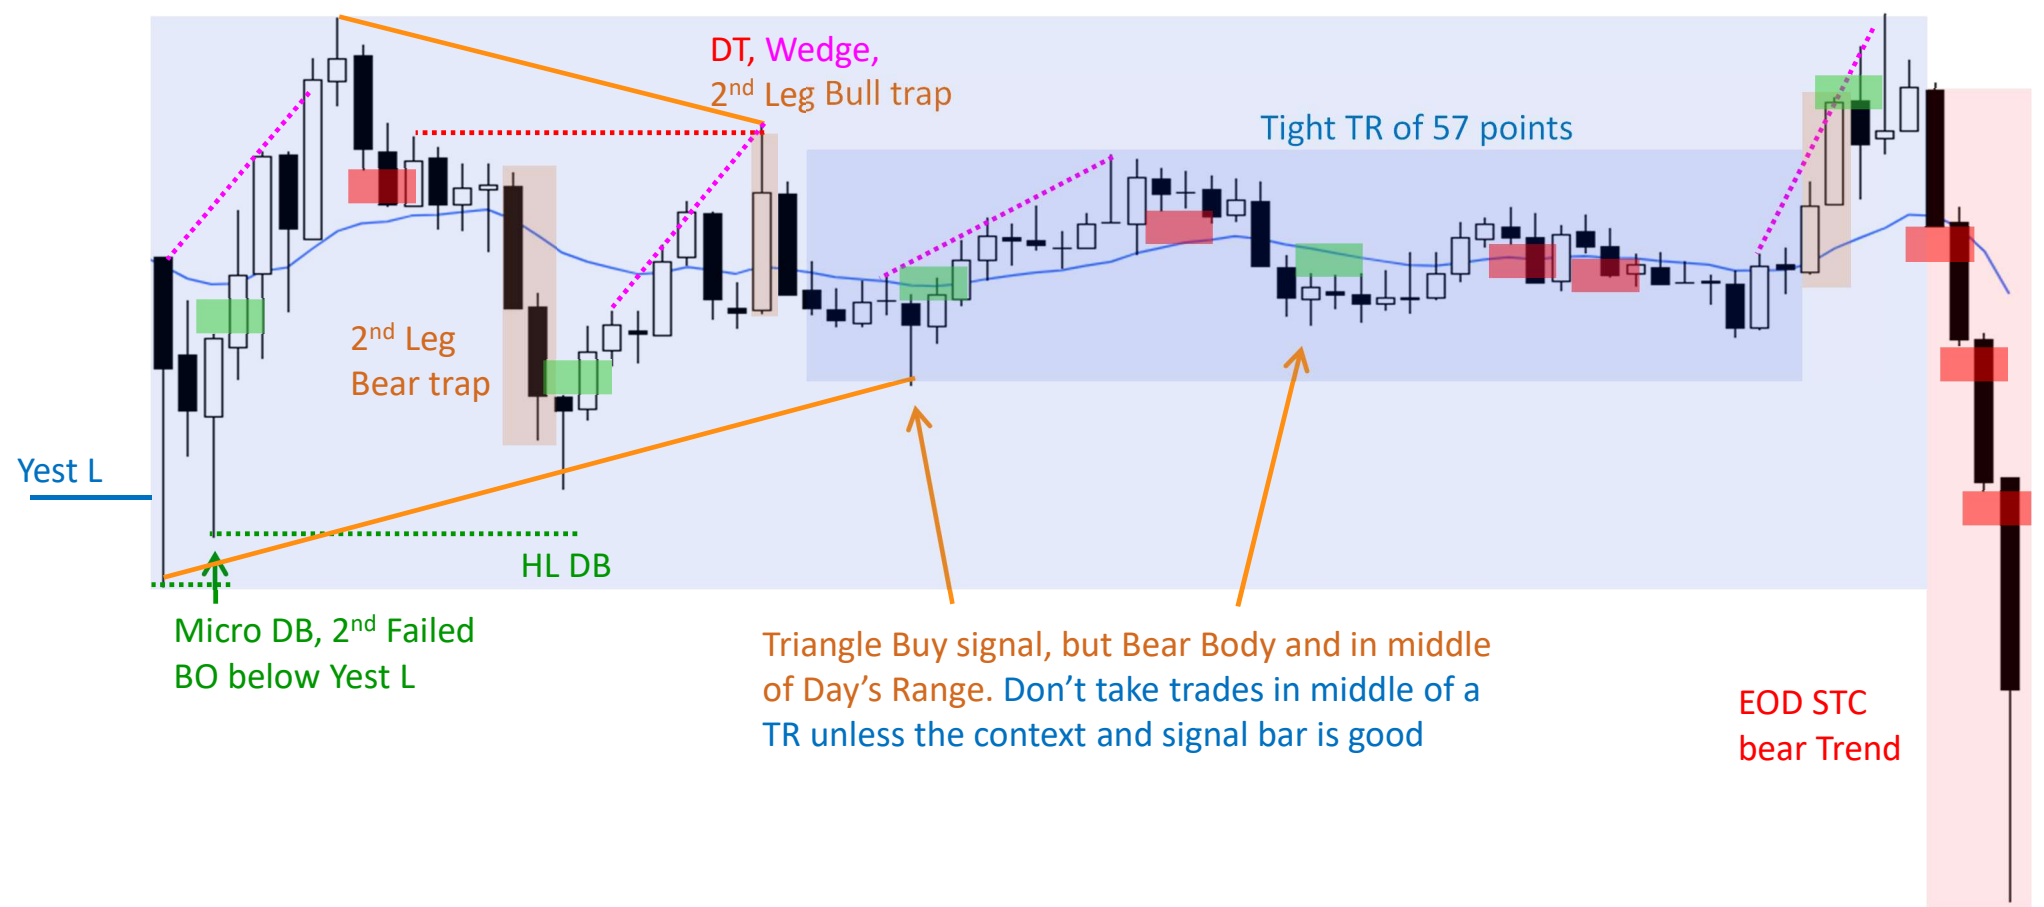 DT, Wedge,
2nd Leg Bull trap
Tight TR of 57 points
2nd Leg
Bear trap
Yest L
HL DB
Micro DB, 2nd Failed
BO below Yest L
Triangle Buy signal, but Bear Body and in middle
of Day’s Range. Don’t take trades in middle of a
TR unless the context and signal bar is good
EOD STC
bear Trend